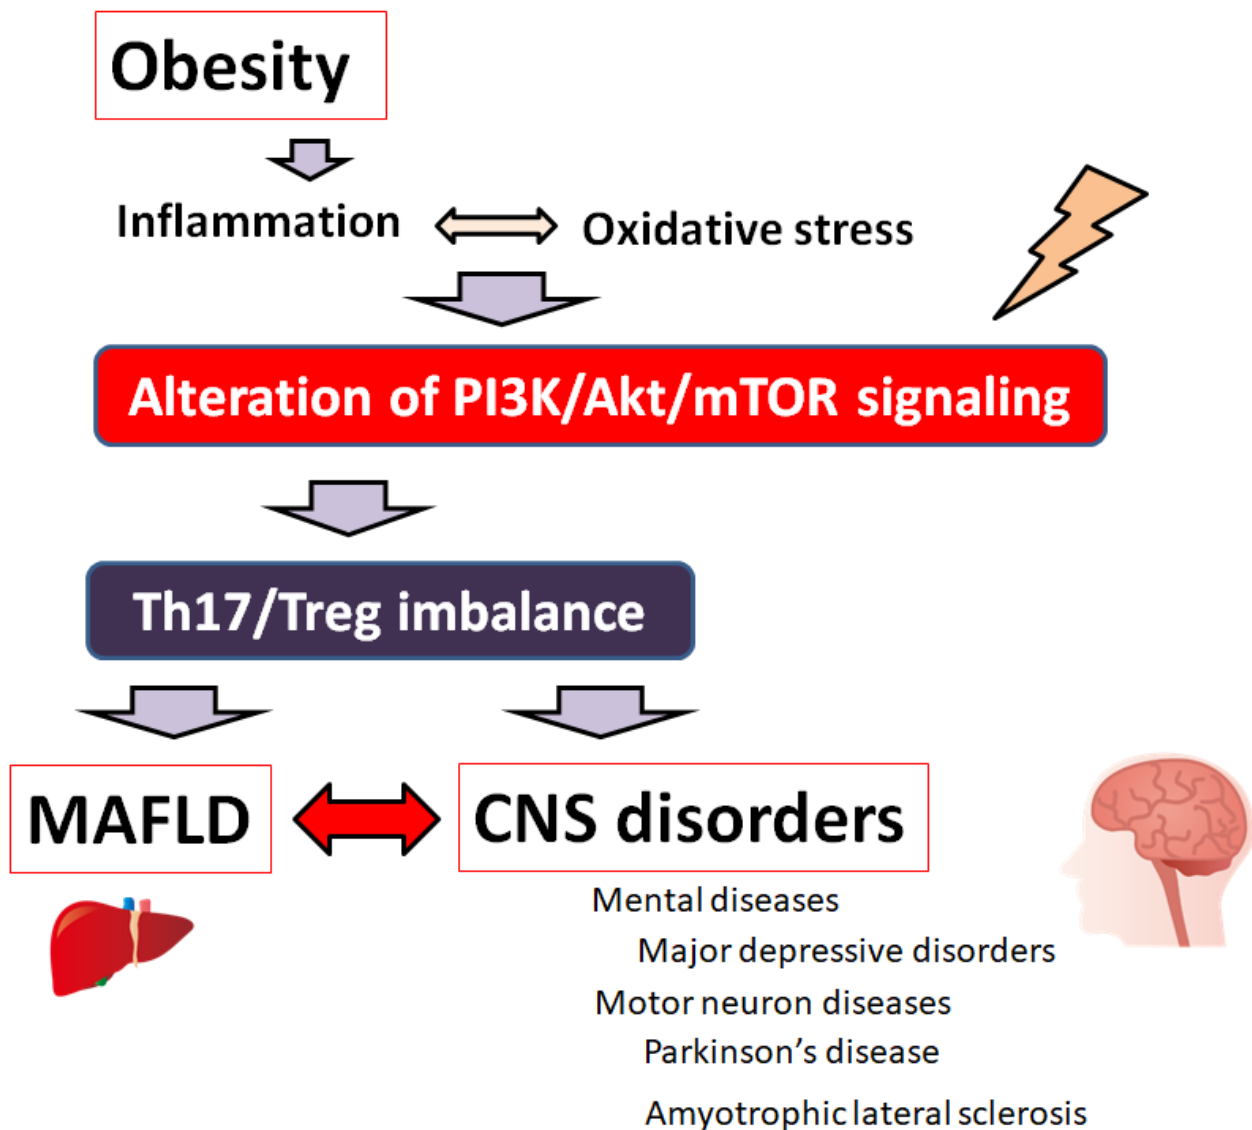 Obesity
Inflammation
Oxidative stress
Alteration of PI3K/Akt/mTOR signaling
Th17/Treg imbalance
MAFLD
CNS disorders
Mental diseases
Major depressive disorders
Motor neuron diseases
Parkinson’s disease
Amyotrophic lateral sclerosis